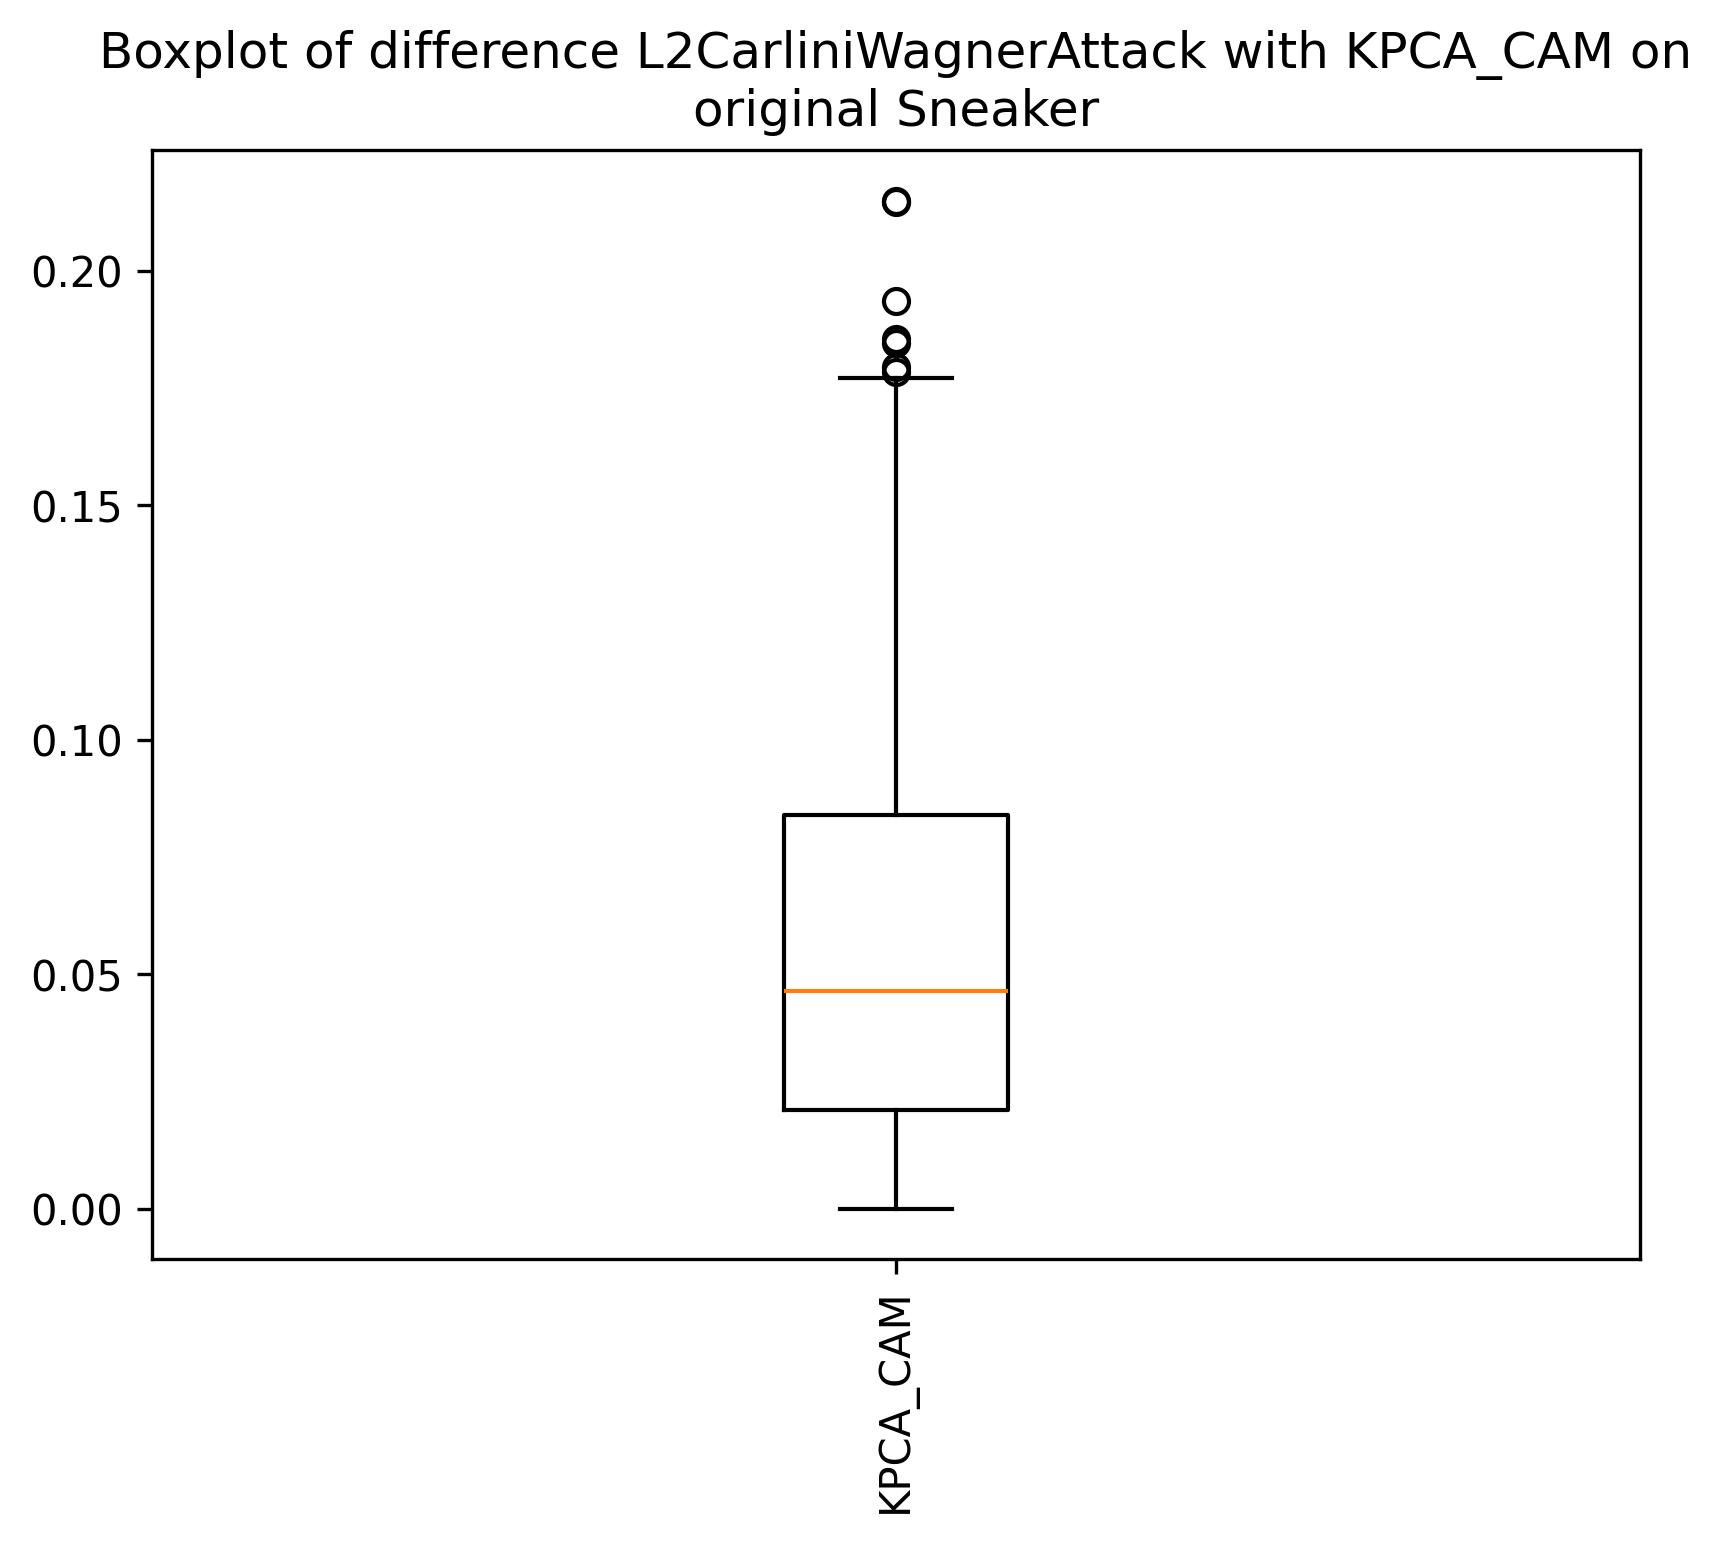 Boxplot of difference L2CarliniWagnerAttack with KPCA_CAM on
original Sneaker
0.20
0.15
0.10
0.05
0.00
KPCA_CAM